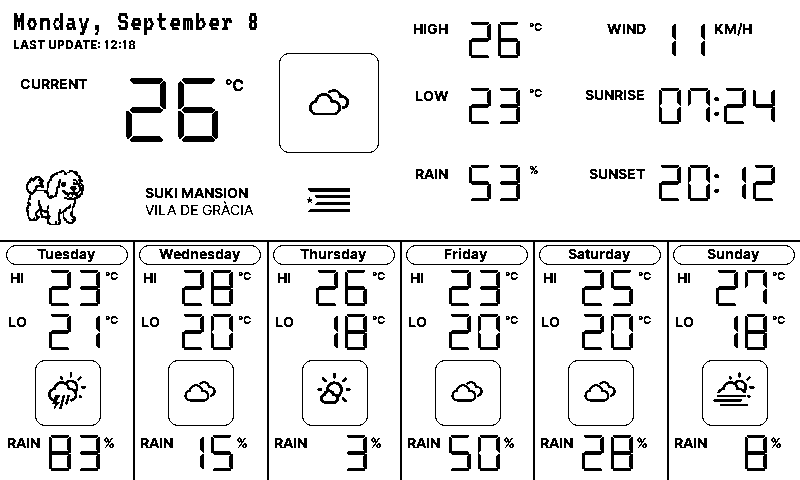 Monday, September 8
LAST UPDATE: 12:18
CURRENT 26 °C
SUKI MANSION
VILA DE GRÀCIA
HIGH 26 °C
LOW 23 °C
RAIN 53 %
WIND 11 KM/H
SUNRISE 07:24
SUNSET 20:12
Tuesday
HI 23 °C
LO 21 °C
RAIN 83 %
Wednesday
HI 28 °C
LO 20 °C
RAIN 15 %
Thursday
HI 26 °C
LO 18 °C
RAIN 3 %
Friday
HI 23 °C
LO 20 °C
RAIN 50 %
Saturday
HI 25 °C
LO 20 °C
RAIN 28 %
Sunday
HI 27 °C
LO 18 °C
RAIN 8 %